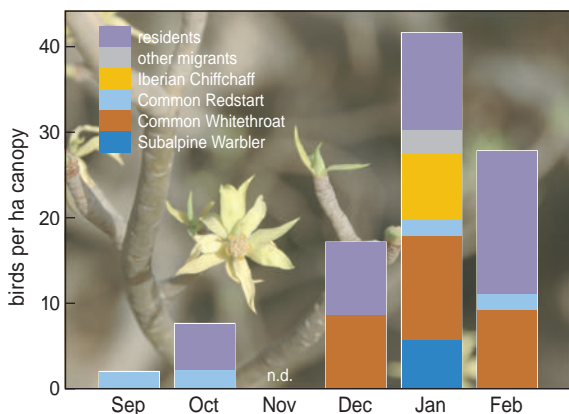 40
30
20
10
0
birds per ha canopy
residents
other migrants
Iberian Chiffchaff
Common Redstart
Common Whitethroat
Subalpine Warbler
n.d.
Sep Oct Nov Dec Jan Feb